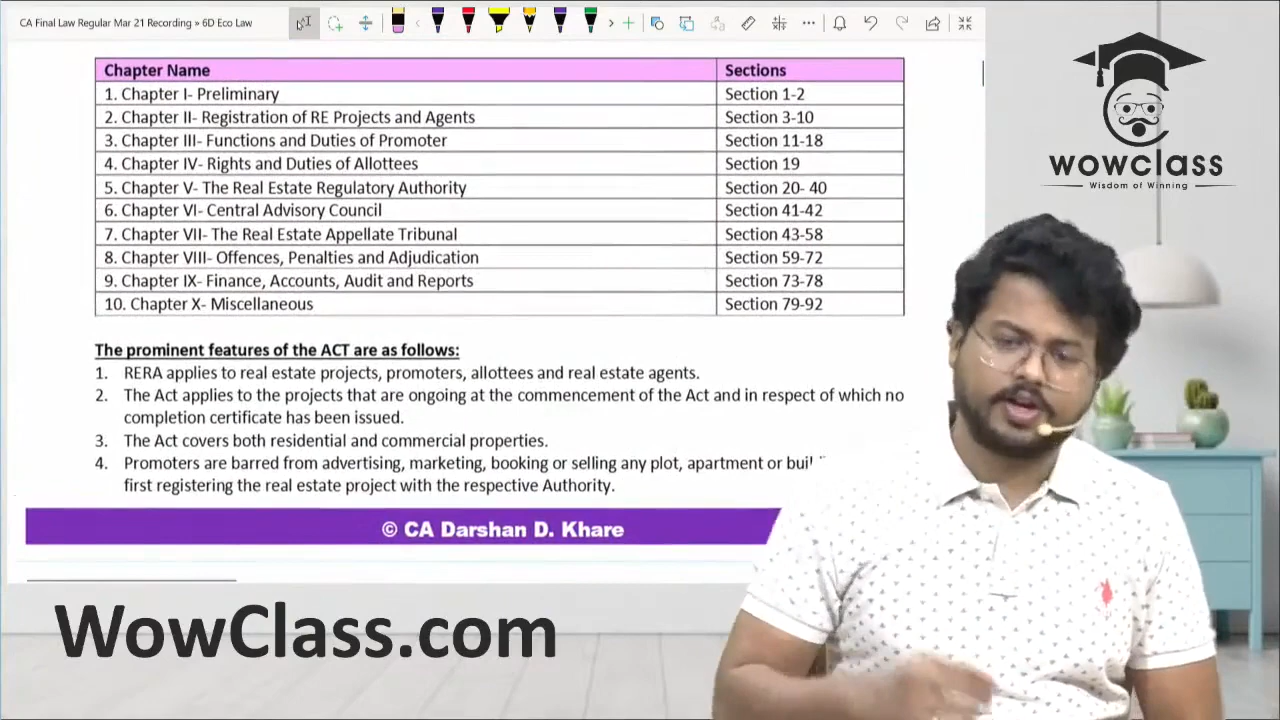 CA Final Law Regular Mar 21 Recording » 6D Eco Law
Chapter Name Sections
1. Chapter I- Preliminary Section 1-2
2. Chapter II- Registration of RE Projects and Agents Section 3-10
3. Chapter III- Functions and Duties of Promoter Section 11-18
4. Chapter IV- Rights and Duties of Allottees Section 19
5. Chapter V- The Real Estate Regulatory Authority Section 20- 40
6. Chapter VI- Central Advisory Council Section 41-42
7. Chapter VII- The Real Estate Appellate Tribunal Section 43-58
8. Chapter VIII- Offences, Penalties and Adjudication Section 59-72
9. Chapter IX- Finance, Accounts, Audit and Reports Section 73-78
10. Chapter X- Miscellaneous Section 79-92
The prominent features of the ACT are as follows:
1. RERA applies to real estate projects, promoters, allottees and real estate agents.
2. The Act applies to the projects that are ongoing at the commencement of the Act and in respect of which no
completion certificate has been issued.
3. The Act covers both residential and commercial properties.
4. Promoters are barred from advertising, marketing, booking or selling any plot, apartment or
first registering the real estate project with the respective Authority.
© CA Darshan D. Khare
WowClass.com
wowclass
Wisdom of Winning